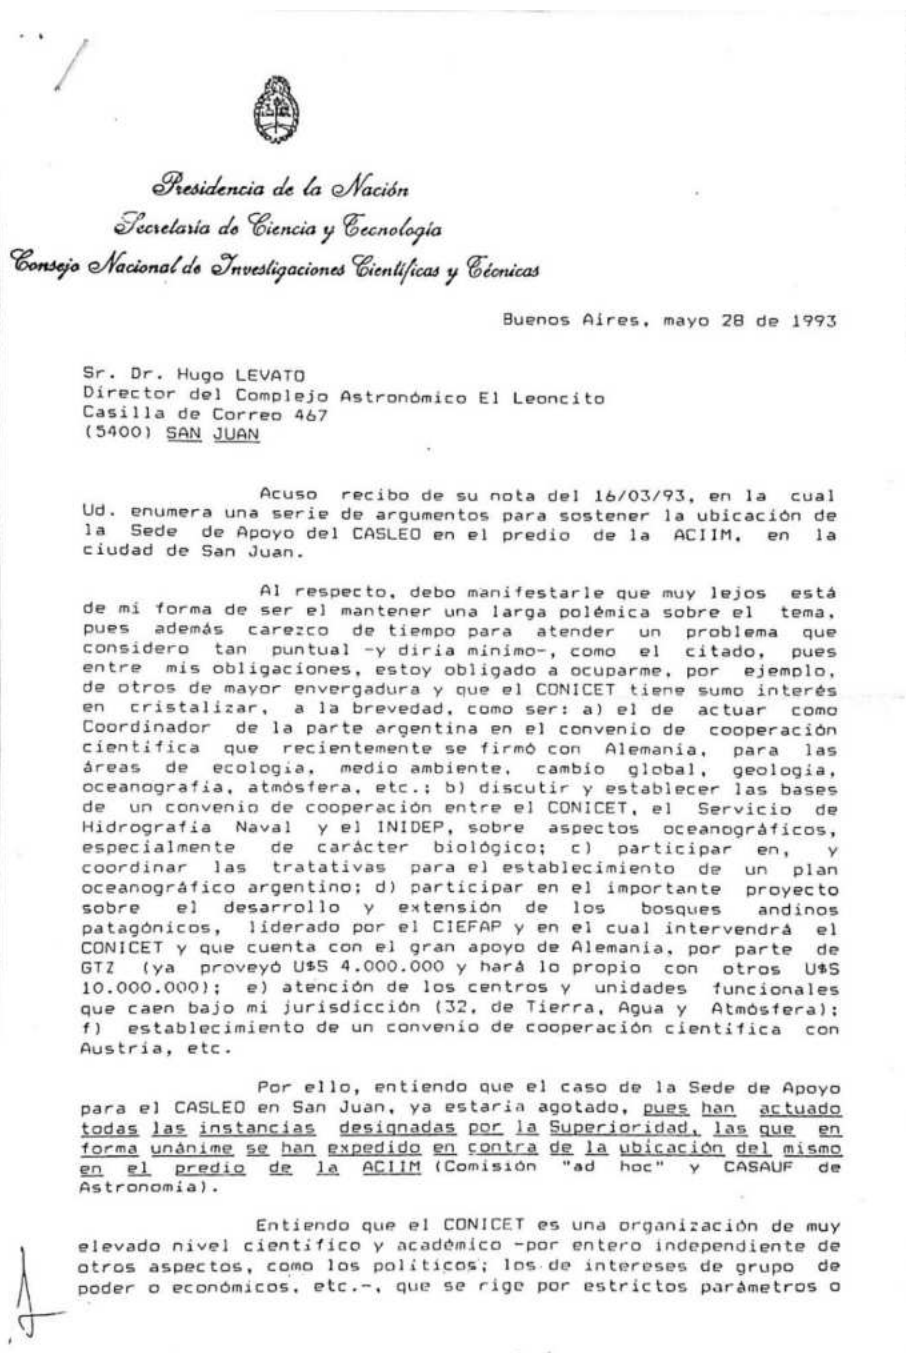 Presidencia de la Nación
Secretaría de Ciencia y Tecnología
Consejo Nacional de Investigaciones Científicas y Técnicas
Buenos Aires, mayo 28 de 1993
Sr. Dr. Hugo LEVATO
Director del Complejo Astronómico El Leoncito
Casilla de Correo 467
(5400) SAN JUAN
Acuso recibo de su nota del 16/03/93, en la cual
Ud. enumera una serie de argumentos para sostener la ubicación de
la Sede de Apoyo del CASLEO en el predio de la ACIIM, en la
ciudad de San Juan.
Al respecto, debo manifestarle que muy lejos está
de mi forma de ser el mantener una larga polémica sobre el tema,
pues además carezco de tiempo para atender un problema que
considero tan puntual -y diria minimo-, como el citado, pues
entre mis obligaciones, estoy obligado a ocuparme, por ejemplo,
de otros de mayor envergadura y que el CONICET tiene sumo interés
en cristalizar, a la brevedad, como ser: a) el de actuar como
Coordinador de la parte argentina en el convenio de cooperación
cientifica que recientemente se firmó con Alemania, para las
áreas de ecologia, medio ambiente, cambio global, geologia,
oceanografia, atmósfera, etc.; b) discutir y establecer las bases
de un convenio de cooperación entre el CONICET, el Servicio de
Hidrografia Naval y el INIDEP, sobre aspectos oceanográficos,
especialmente de carácter biológico; c) participar en, y
coordinar las tratativas para el establecimiento de un plan
oceanográfico argentino; d) participar en el importante proyecto
sobre el desarrollo y extensión de los bosques andinos
patagónicos, liderado por el CIEFAP y en el cual intervendrá el
CONICET y que cuenta con el gran apoyo de Alemania, por parte de
GTZ (ya proveyó U$S 4.000.000 y hará lo propio con otros U$S
10.000.000); e) atención de los centros y unidades funcionales
que caen bajo mi jurisdicción (32, de Tierra, Agua y Atmósfera);
f) establecimiento de un convenio de cooperación cientifica con
Austria, etc.
Por ello, entiendo que el caso de la Sede de Apoyo
para el CASLEO en San Juan, ya estaria agotado, pues han actuado
todas las instancias designadas por la Superioridad, las que en
forma unánime se han expedido en contra de la ubicación del mismo
en el predio de la ACIIM (Comisión "ad hoc" y CASAUF de
Astronomia).
Entiendo que el CONICET es una organización de muy
elevado nivel cientifico y académico -por entero independiente de
otros aspectos, como los politicos; los de intereses de grupo de
poder o económicos, etc.-, que se rige por estrictos parámetros o